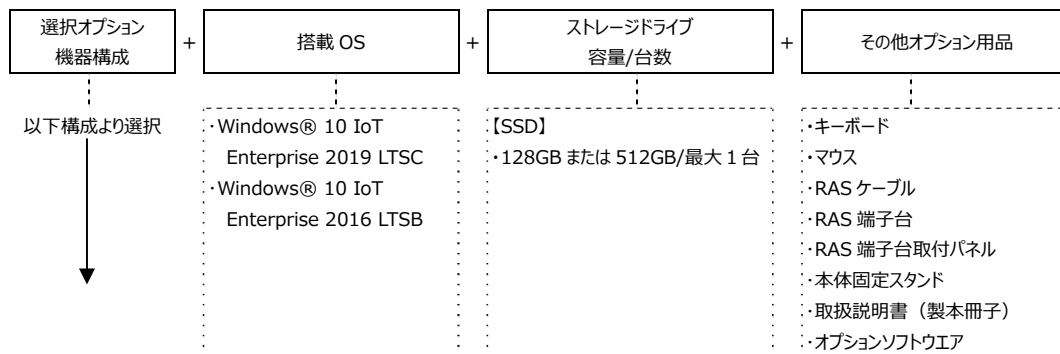 選択オプション
機器構成
+
搭載 OS
+
ストレージドライブ
容量/台数
+
その他オプション用品
以下構成より選択
・Windows® 10 IoT
Enterprise 2019 LTSC
・Windows® 10 IoT
Enterprise 2016 LTSB
【SSD】
・128GB または 512GB/最大 1 台
・キーボード
・マウス
・RAS ケーブル
・RAS 端子台
・RAS 端子台取付パネル
・本体固定スタンド
・取扱説明書（製本冊子）
・オプションソフトウエア